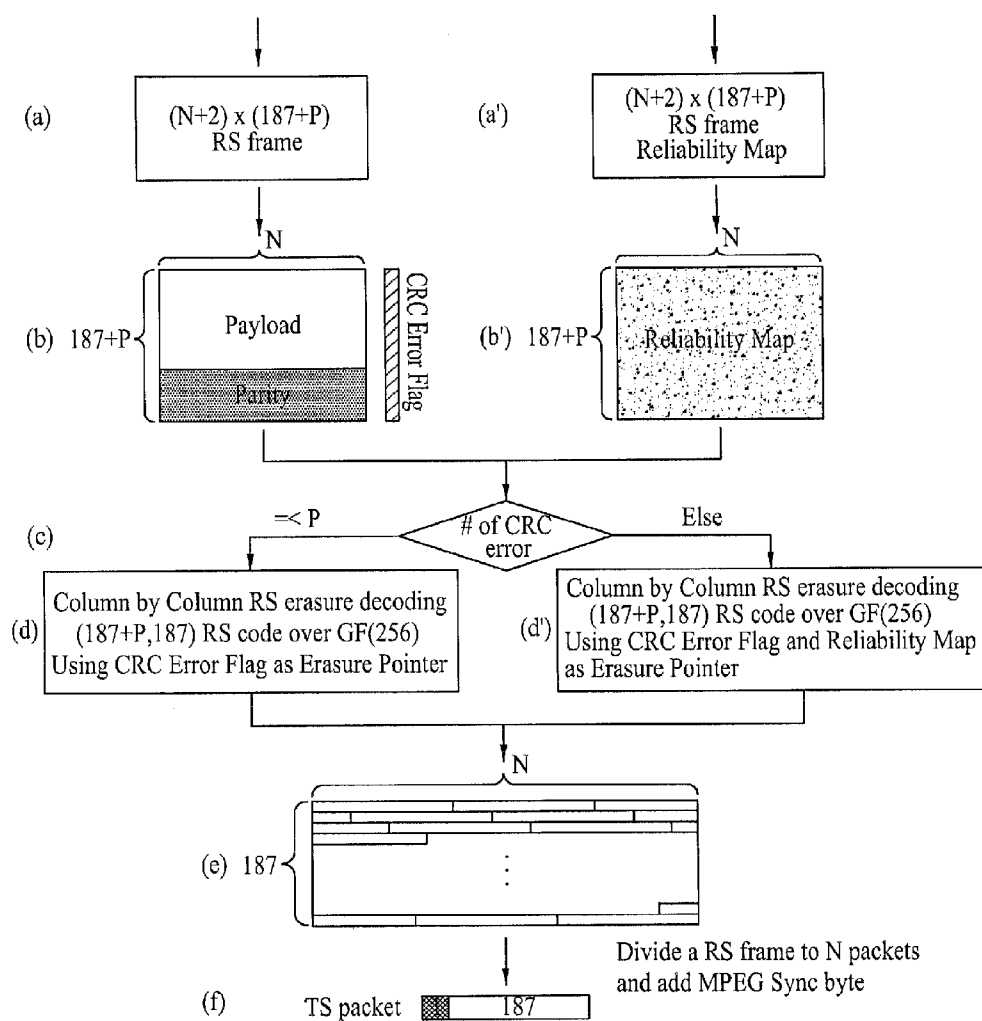 (a)
(N+2) x (187+P)
RS frame
(a')
(N+2) x (187+P)
RS frame
Reliability Map
N
N
(b)
187+P
Payload
Parity
CRC Error Flag
(b')
187+P
Reliability Map
(c)
=< P
# of CRC
error
Else
(d)
Column by Column RS erasure decoding
(187+P,187) RS code over GF(256)
Using CRC Error Flag as Erasure Pointer
(d')
Column by Column RS erasure decoding
(187+P,187) RS code over GF(256)
Using CRC Error Flag and Reliability Map
as Erasure Pointer
N
(e)
187
Divide a RS frame to N packets
and add MPEG Sync byte
(f)
TS packet
1
187